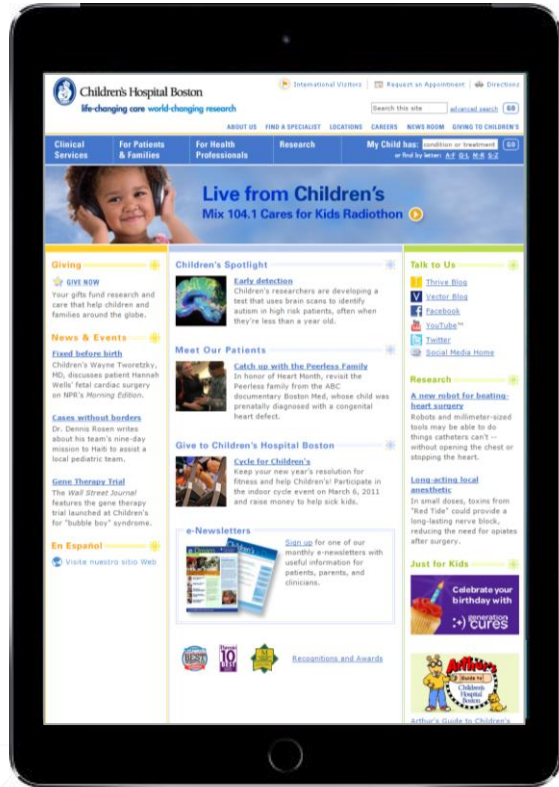 International Visitors | Request an Appointment | Directions
Children's Hospital Boston
life-changing care world-changing research
Search this site advanced search GO
ABOUT US FIND A SPECIALIST LOCATIONS CAREERS NEWS ROOM GIVING TO CHILDREN'S
Clinical Services
For Patients & Families
For Health Professionals
Research
My Child has: condition or treatment GO
or find by letter: A-F G-L M-R S-Z
Live from Children's
Mix 104.1 Cares for Kids Radiothon
Giving
GIVE NOW
Your gifts fund research and
care that help children and
families around the globe.
News & Events
Fixed before birth
Children's Wayne Tworetzky,
MD, discusses patient Hannah
Wells' fetal cardiac surgery
on NPR's Morning Edition.
Cases without borders
Dr. Dennis Rosen writes
about his team's nine-day
mission to Haiti to assist a
local pediatric team.
Gene Therapy Trial
The Wall Street Journal
features the gene therapy
trial launched at Children's
for "bubble boy" syndrome.
En Español
Visite nuestro sitio Web
Children's Spotlight
Early detection
Children's researchers are developing a
test that uses brain scans to identify
autism in high risk patients, often when
they're less than a year old.
Meet Our Patients
Catch up with the Peerless Family
In honor of Heart Month, revisit the
Peerless family from the ABC
documentary Boston Med, whose child was
prenatally diagnosed with a congenital
heart defect.
Give to Children's Hospital Boston
Cycle for Children's
Keep your new year's resolution for
fitness and help Children's! Participate in
the indoor cycle event on March 6, 2011
and raise money to help sick kids.
e-Newsletters
Sign up for one of our
monthly e-newsletters with
useful information for
patients, parents, and
clinicians.
BEST
10
BEST
Recognitions and Awards
Talk to Us
Thrive Blog
Vector Blog
Facebook
YouTube™
Twitter
Social Media Home
Research
A new robot for beating-
heart surgery
Robots and millimeter-sized
tools may be able to do
things catheters can't --
without opening the chest or
stopping the heart.
Long-acting local
anesthetic
In small doses, toxins from
"Red Tide" could provide a
long-lasting nerve block,
reducing the need for opiates
after surgery.
Just for Kids
Celebrate your
birthday with
generation
cures
Arthur's
Guide to
Children's
Hospital
Boston
Arthur's Guide to Children's